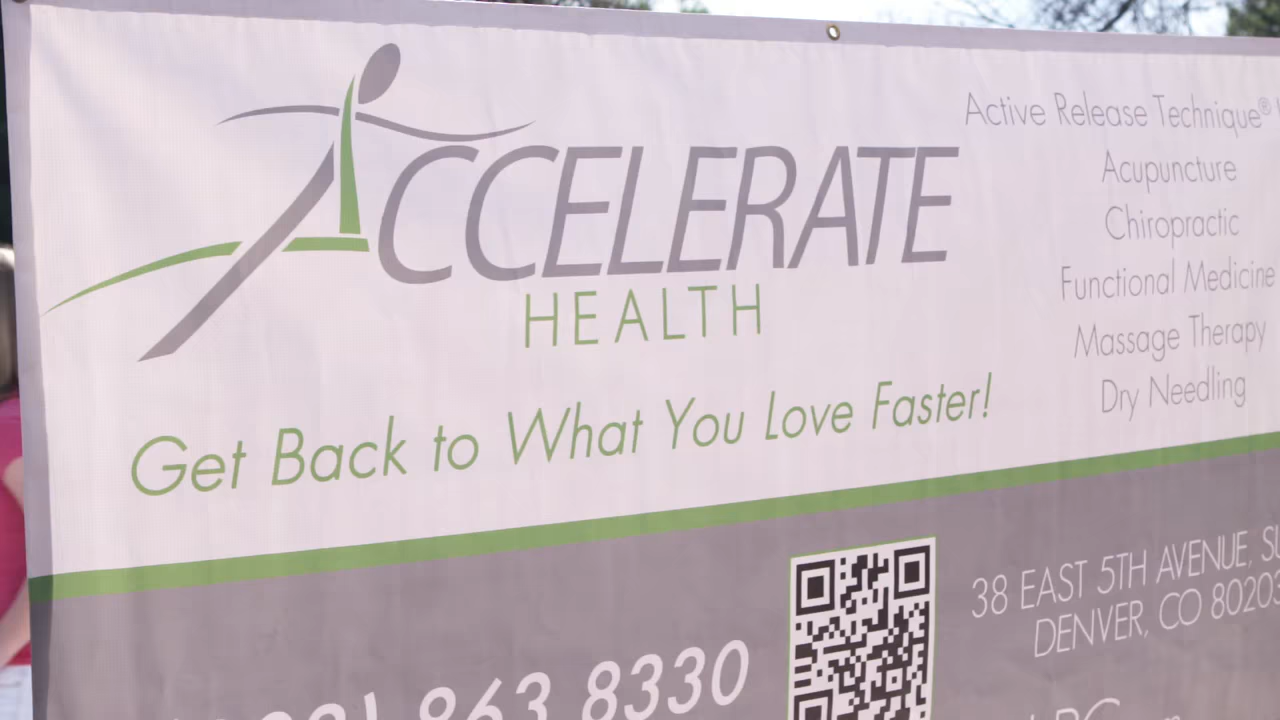 ACCELERATE
HEALTH
Get Back to What You Love Faster!
Active Release Technique®
Acupuncture
Chiropractic
Functional Medicine
Massage Therapy
Dry Needling
863 8330
38 EAST 5TH AVENUE,
DENVER, CO 80203